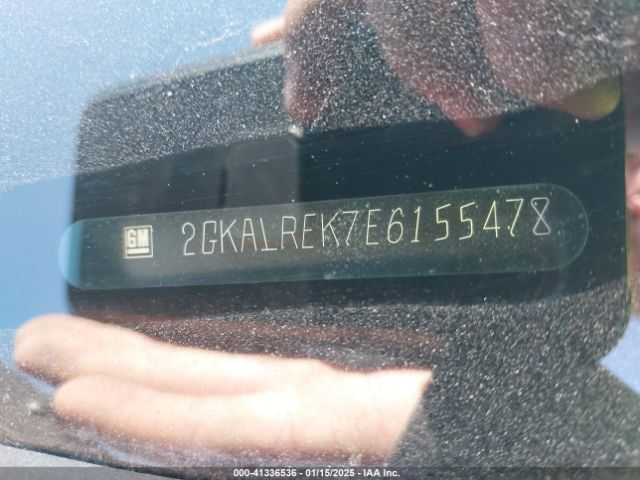 GM 2GKALREK7E6155478
000-41336536 - 01/15/2025 - IAA Inc.